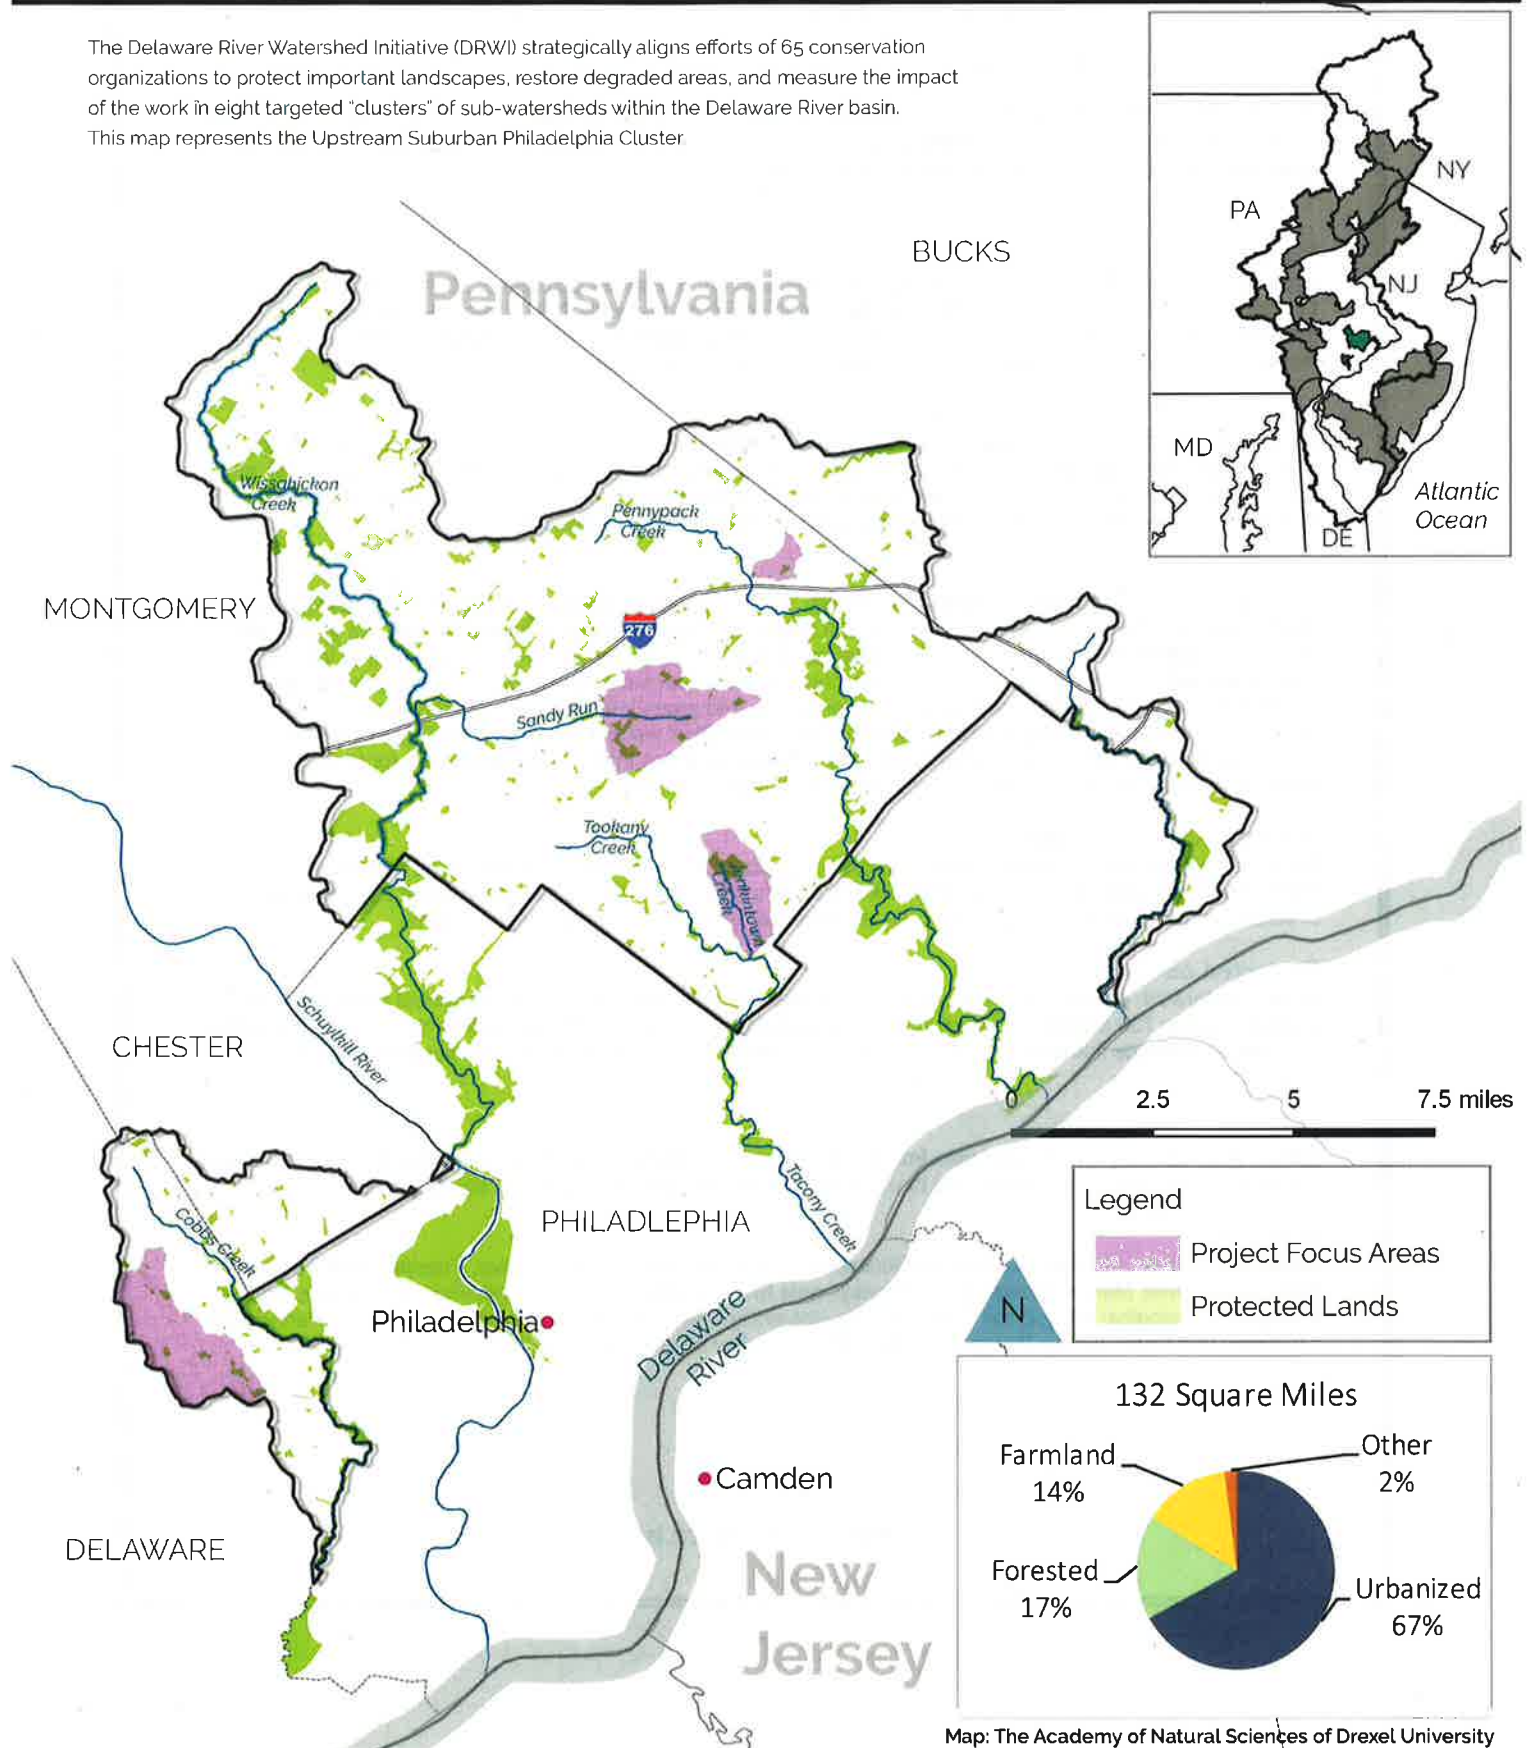 The Delaware River Watershed Initiative (DRWI) strategically aligns efforts of 65 conservation
organizations to protect important landscapes, restore degraded areas, and measure the impact
of the work in eight targeted "clusters" of sub-watersheds within the Delaware River basin.
This map represents the Upstream Suburban Philadelphia Cluster.
NY
PA
NJ
MD
Atlantic
Ocean
DE
BUCKS
Pennsylvania
Wissahickon
Creek
Pennypack
Creek
MONTGOMERY
276
Sandy Run
Tookany
Creek
Jenkintown
Creek
Schuylkill River
CHESTER
0 2.5 5 7.5 miles
Tacony Creek
Cobbs Creek
PHILADLEPHIA
Legend
Project Focus Areas
Protected Lands
N
Philadelphia
Delaware
River
Camden
DELAWARE
New
Jersey
132 Square Miles
Farmland
14%
Other
2%
Forested
17%
Urbanized
67%
Map: The Academy of Natural Sciences of Drexel University